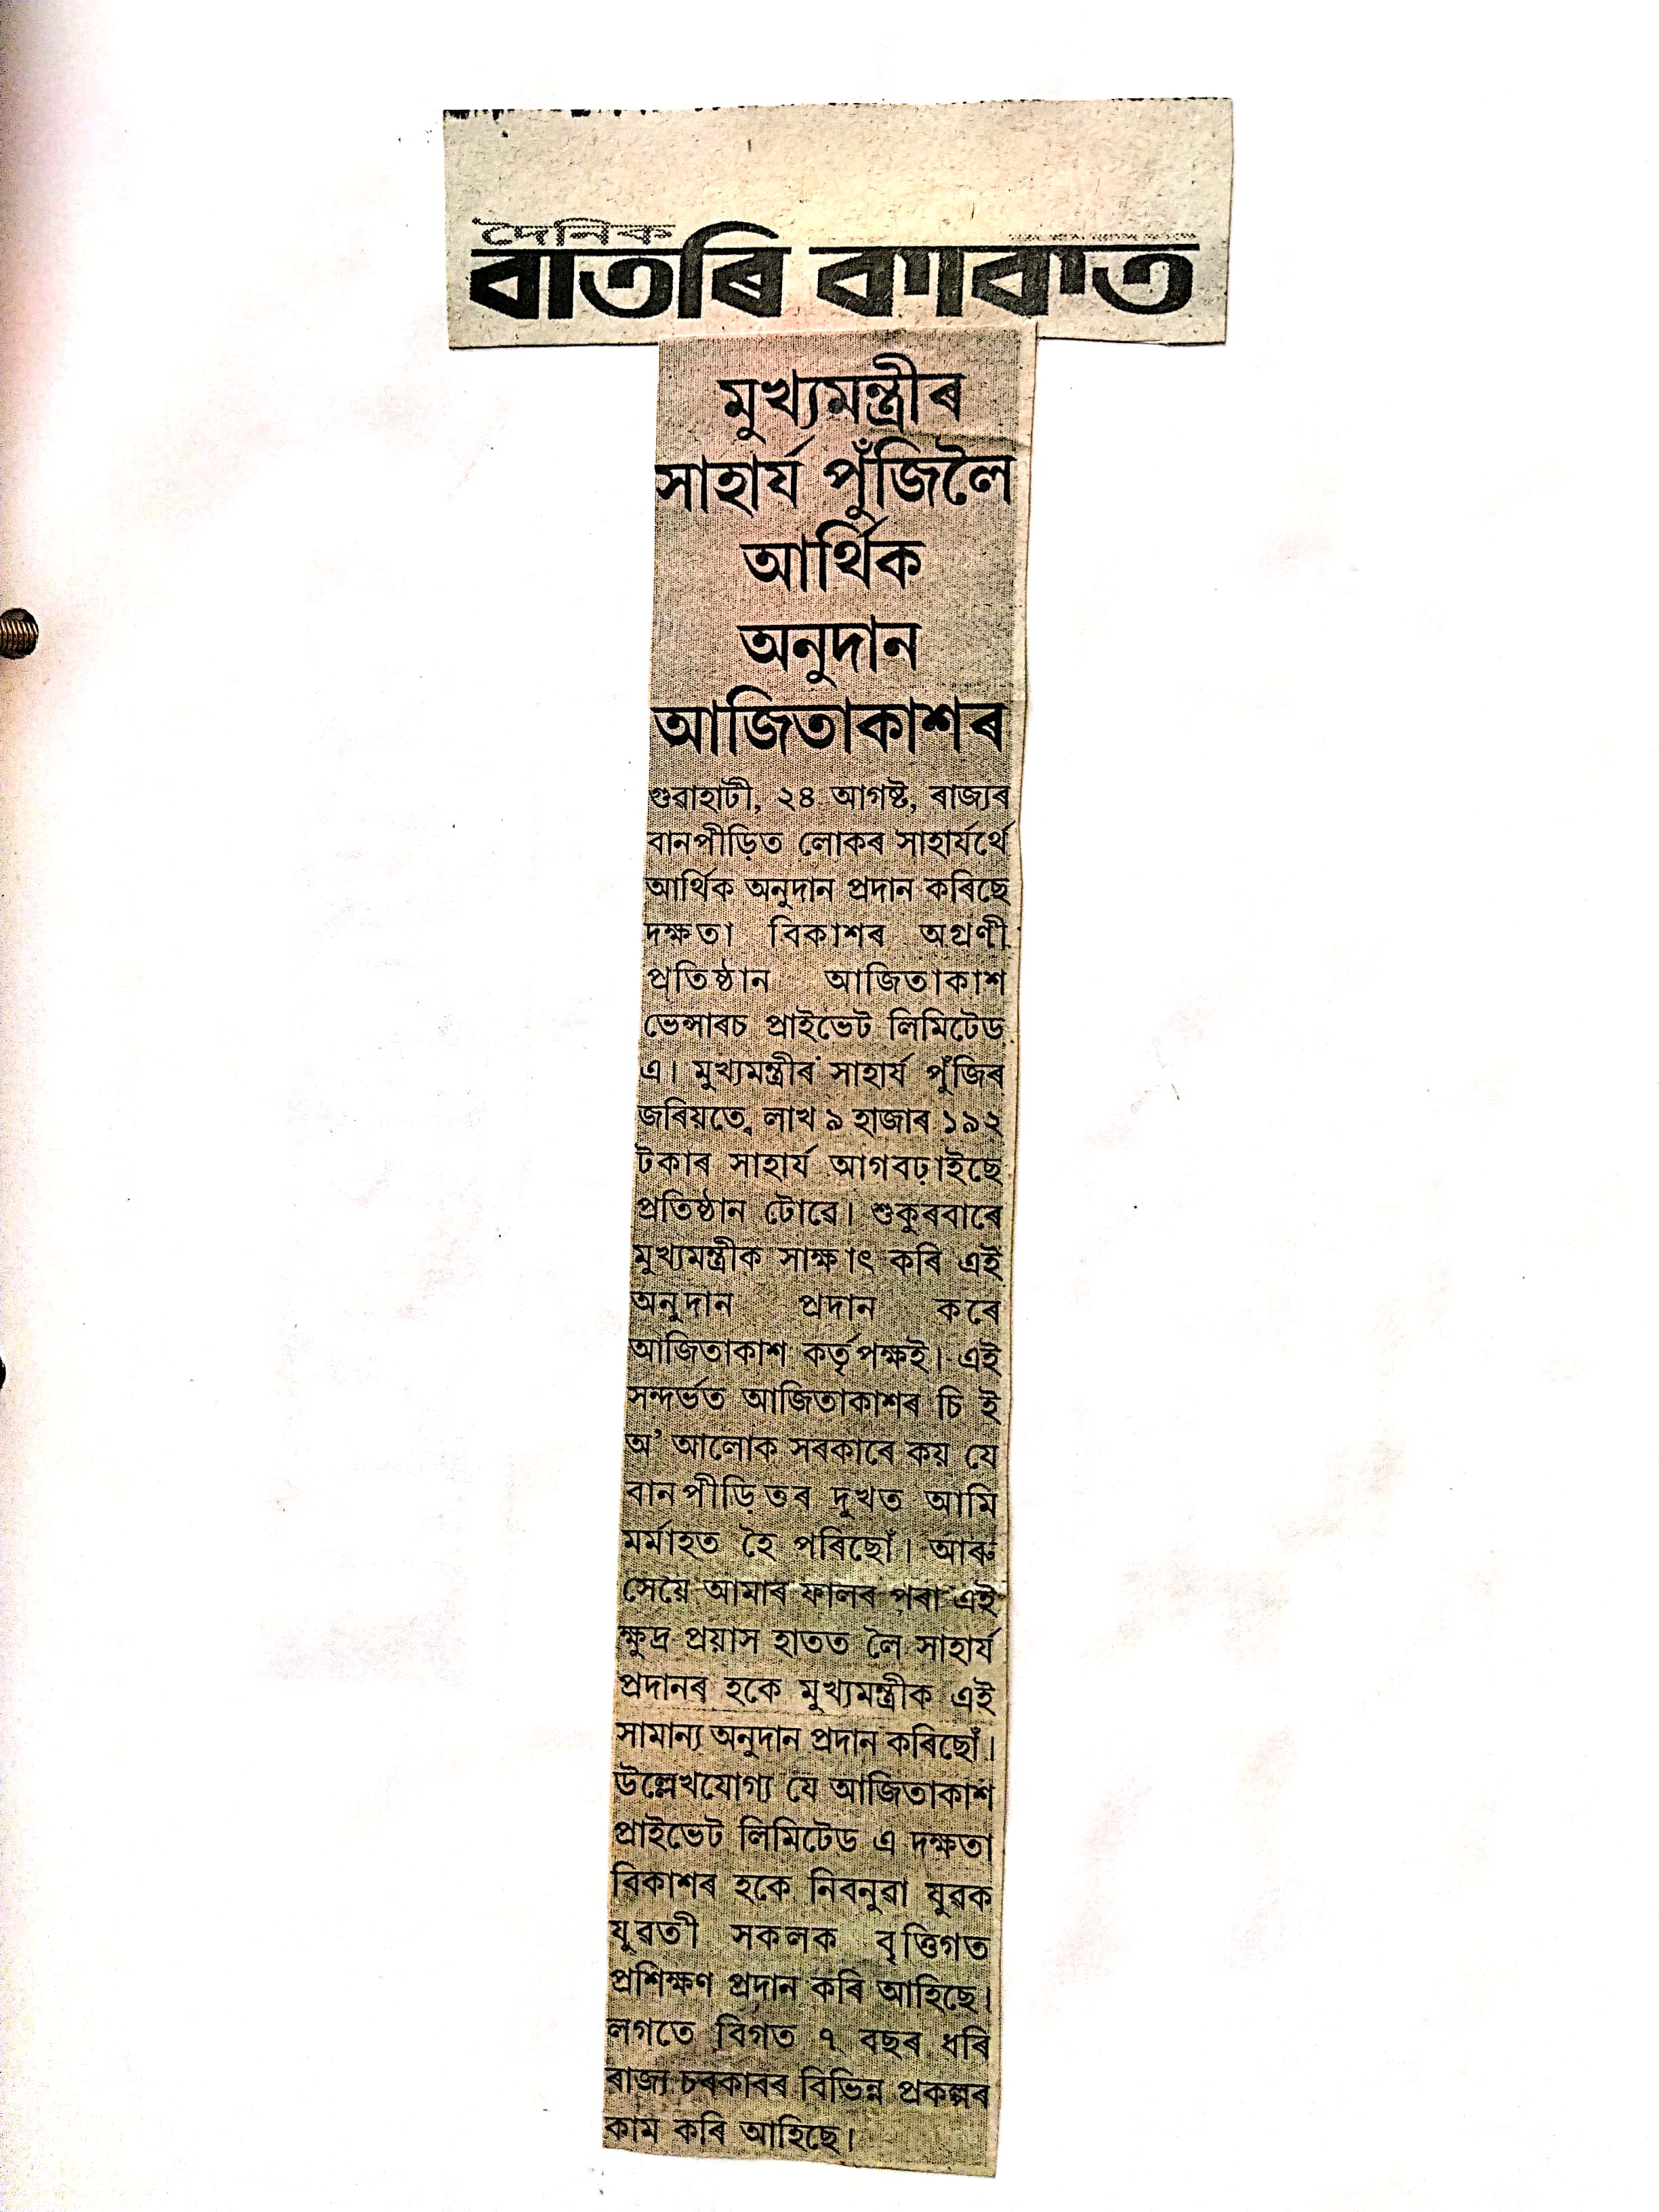 দৈনিক
বাতৰি কাকত
মুখ্যমন্ত্ৰীৰ
সাহাৰ্য পুঁজিলৈ
আৰ্থিক
অনুদান
আজিতাকাশৰ
গুৱাহাটী, ২৪ আগষ্ট, ৰাজ্যৰ
বানপীড়িত লোকৰ সাহাৰ্যৰ্থে
আৰ্থিক অনুদান প্ৰদান কৰিছে
দক্ষতা বিকাশৰ অগ্ৰণী
প্ৰতিষ্ঠান আজিতাকাশ
ভেন্সাৰচ প্ৰাইভেট লিমিটেড
এ। মুখ্যমন্ত্ৰীৰ সাহাৰ্য পুঁজিৰ
জৰিয়তে, লাখ ৯ হাজাৰ ১৯২
টকাৰ সাহাৰ্য আগবঢ়াইছে
প্ৰতিষ্ঠান টোৱে। শুকুৰবাৰে
মুখ্যমন্ত্ৰীক সাক্ষাৎ কৰি এই
অনুদান প্ৰদান কৰে
আজিতাকাশ কৰ্তৃপক্ষই। এই
সন্দৰ্ভত আজিতাকাশৰ চি ই
অ' আলোক সৰকাৰে কয় যে
বানপীড়িতৰ দুখত আমি
মৰ্মাহত হৈ পৰিছোঁ। আৰু
সেয়ৈ আমাৰ ফালৰ পৰা এই
ক্ষুদ্ৰ প্ৰয়াস হাতত লৈ সাহাৰ্য
প্ৰদানৰ হকে মুখ্যমন্ত্ৰীক এই
সামান্য অনুদান প্ৰদান কৰিছোঁ।
উল্লেখযোগ্য যে আজিতাকাশ
প্ৰাইভেট লিমিটেড এ দক্ষতা
বিকাশৰ হকে নিবনুৱা যুৱক
যুৱতী সকলক বৃত্তিগত
প্ৰশিক্ষণ প্ৰদান কৰি আহিছে।
লগতে বিগত ৭ বছৰ ধৰি
ৰাজ্য চৰকাৰৰ বিভিন্ন প্ৰকল্পৰ
কাম কৰি আহিছে।